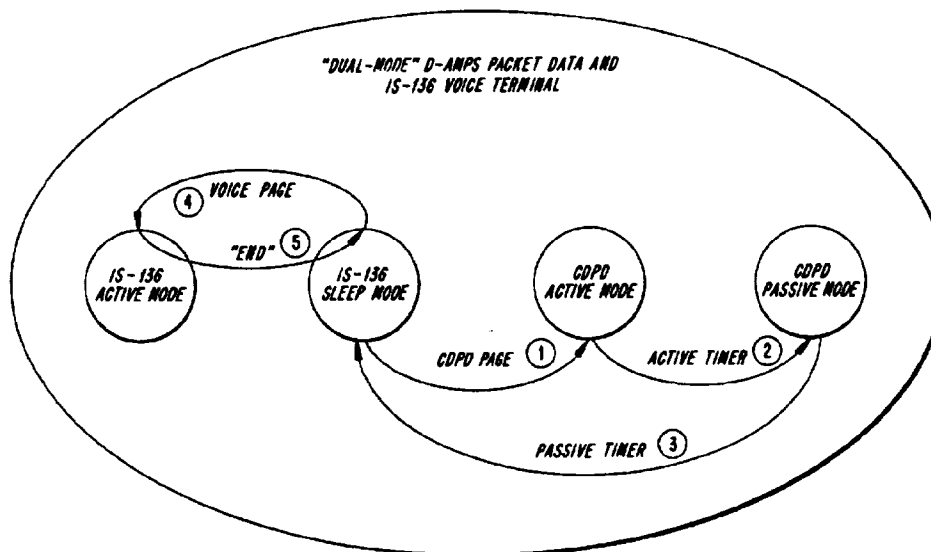 "DUAL-MODE" D-AMPS PACKET DATA AND
IS-136 VOICE TERMINAL
4 VOICE PAGE
"END" 5
IS-136
ACTIVE MODE
IS-136
SLEEP MODE
CDPD
ACTIVE MODE
CDPD
PASSIVE MODE
CDPD PAGE 1
ACTIVE TIMER 2
PASSIVE TIMER 3